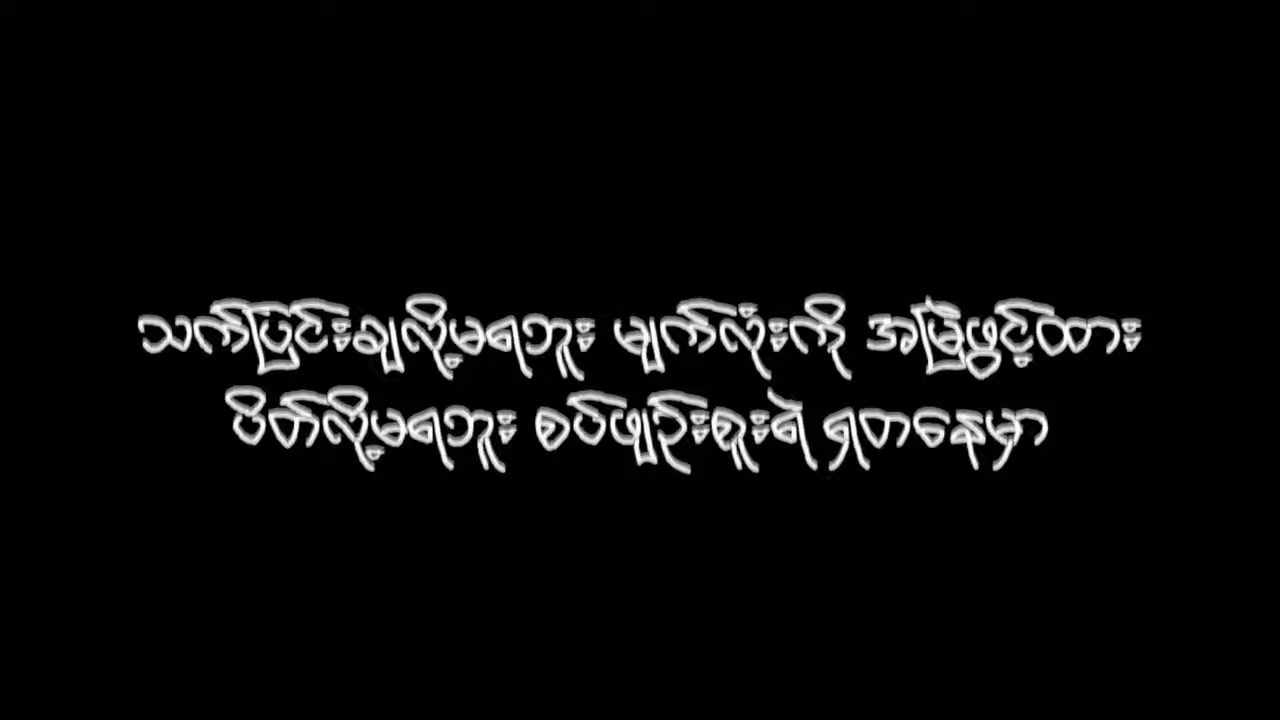 သက်ပြင်းချလို့မရဘူး မျက်လုံးကို အမြဲဖွင့်ထား
ပိတ်လို့မရဘူး စပ်ဖျဉ်းစူးရဲ ရှတနေမှာ